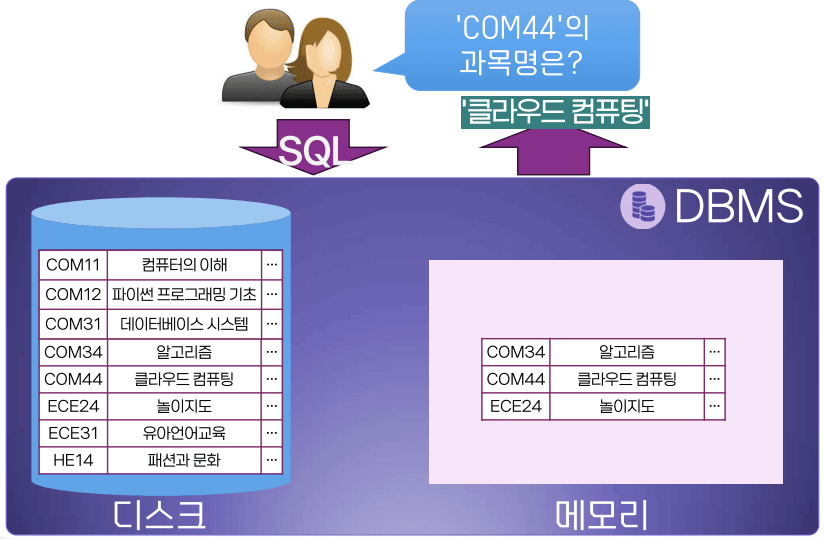 'COM44'의
과목명은?
'클라우드 컴퓨팅'
SQL
DBMS
COM11 컴퓨터의 이해 ...
COM12 파이썬 프로그래밍 기초 ...
COM31 데이터베이스 시스템 ...
COM34 알고리즘 ...
COM44 클라우드 컴퓨팅 ...
ECE24 놀이지도 ...
ECE31 유아언어교육 ...
HE14 패션과 문화 ...
디스크
COM34 알고리즘 ...
COM44 클라우드 컴퓨팅 ...
ECE24 놀이지도 ...
메모리